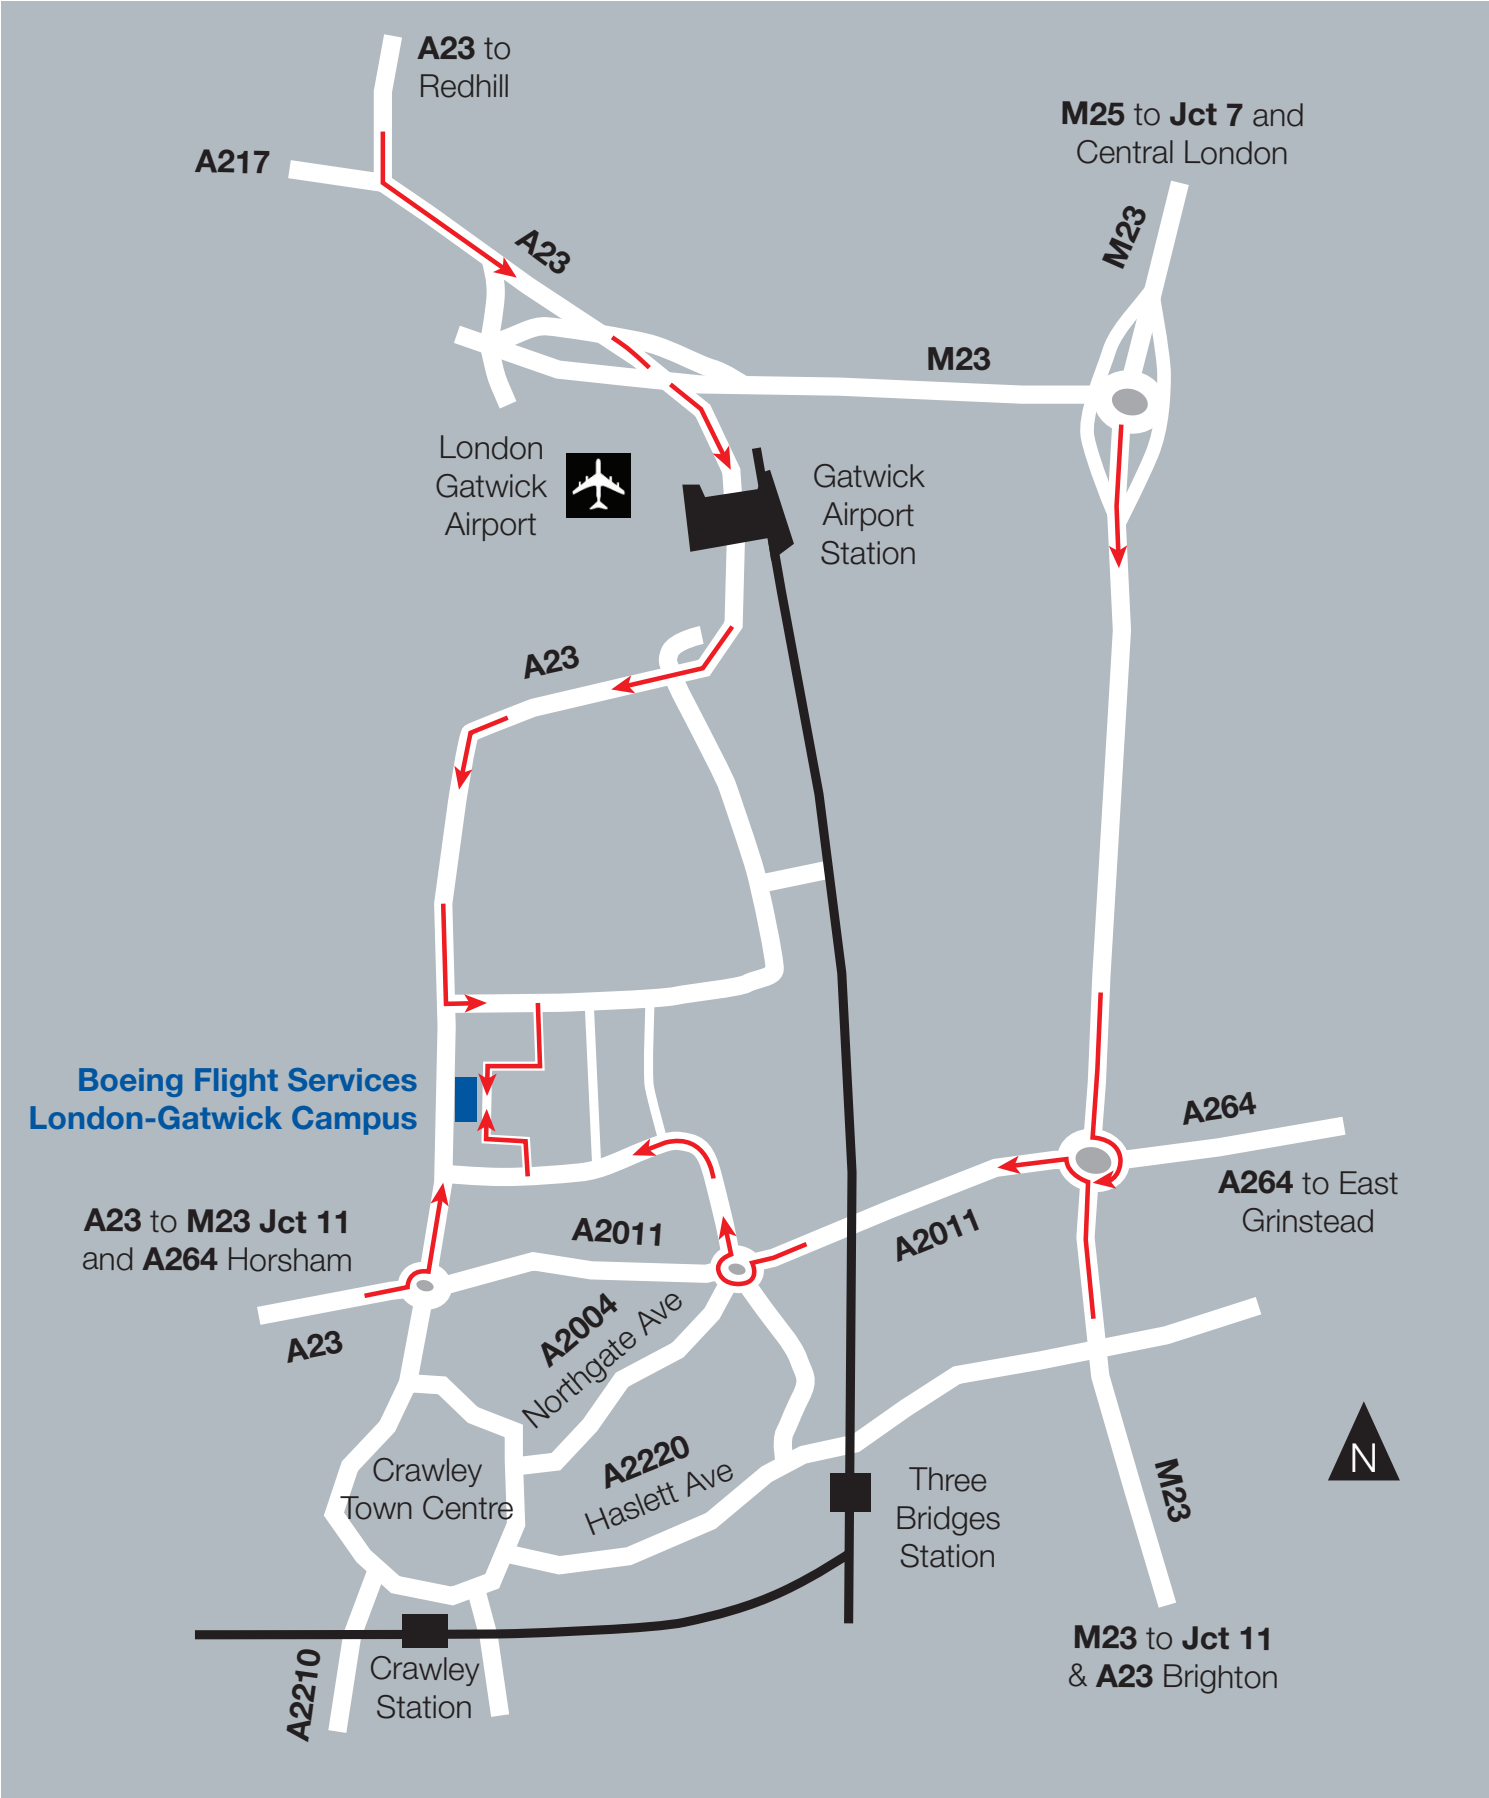 A23 to
Redhill
M25 to Jct 7 and
Central London
A217
M23
A23
M23
London
Gatwick
Airport
Gatwick
Airport
Station
A23
Boeing Flight Services
London-Gatwick Campus
A264
A264 to East
Grinstead
A23 to M23 Jct 11
and A264 Horsham
A2011
A2011
A23
A2004
Northgate Ave
A2220
Haslett Ave
Crawley
Town Centre
N
Three
Bridges
Station
M23
M23 to Jct 11
& A23 Brighton
A2210
Crawley
Station